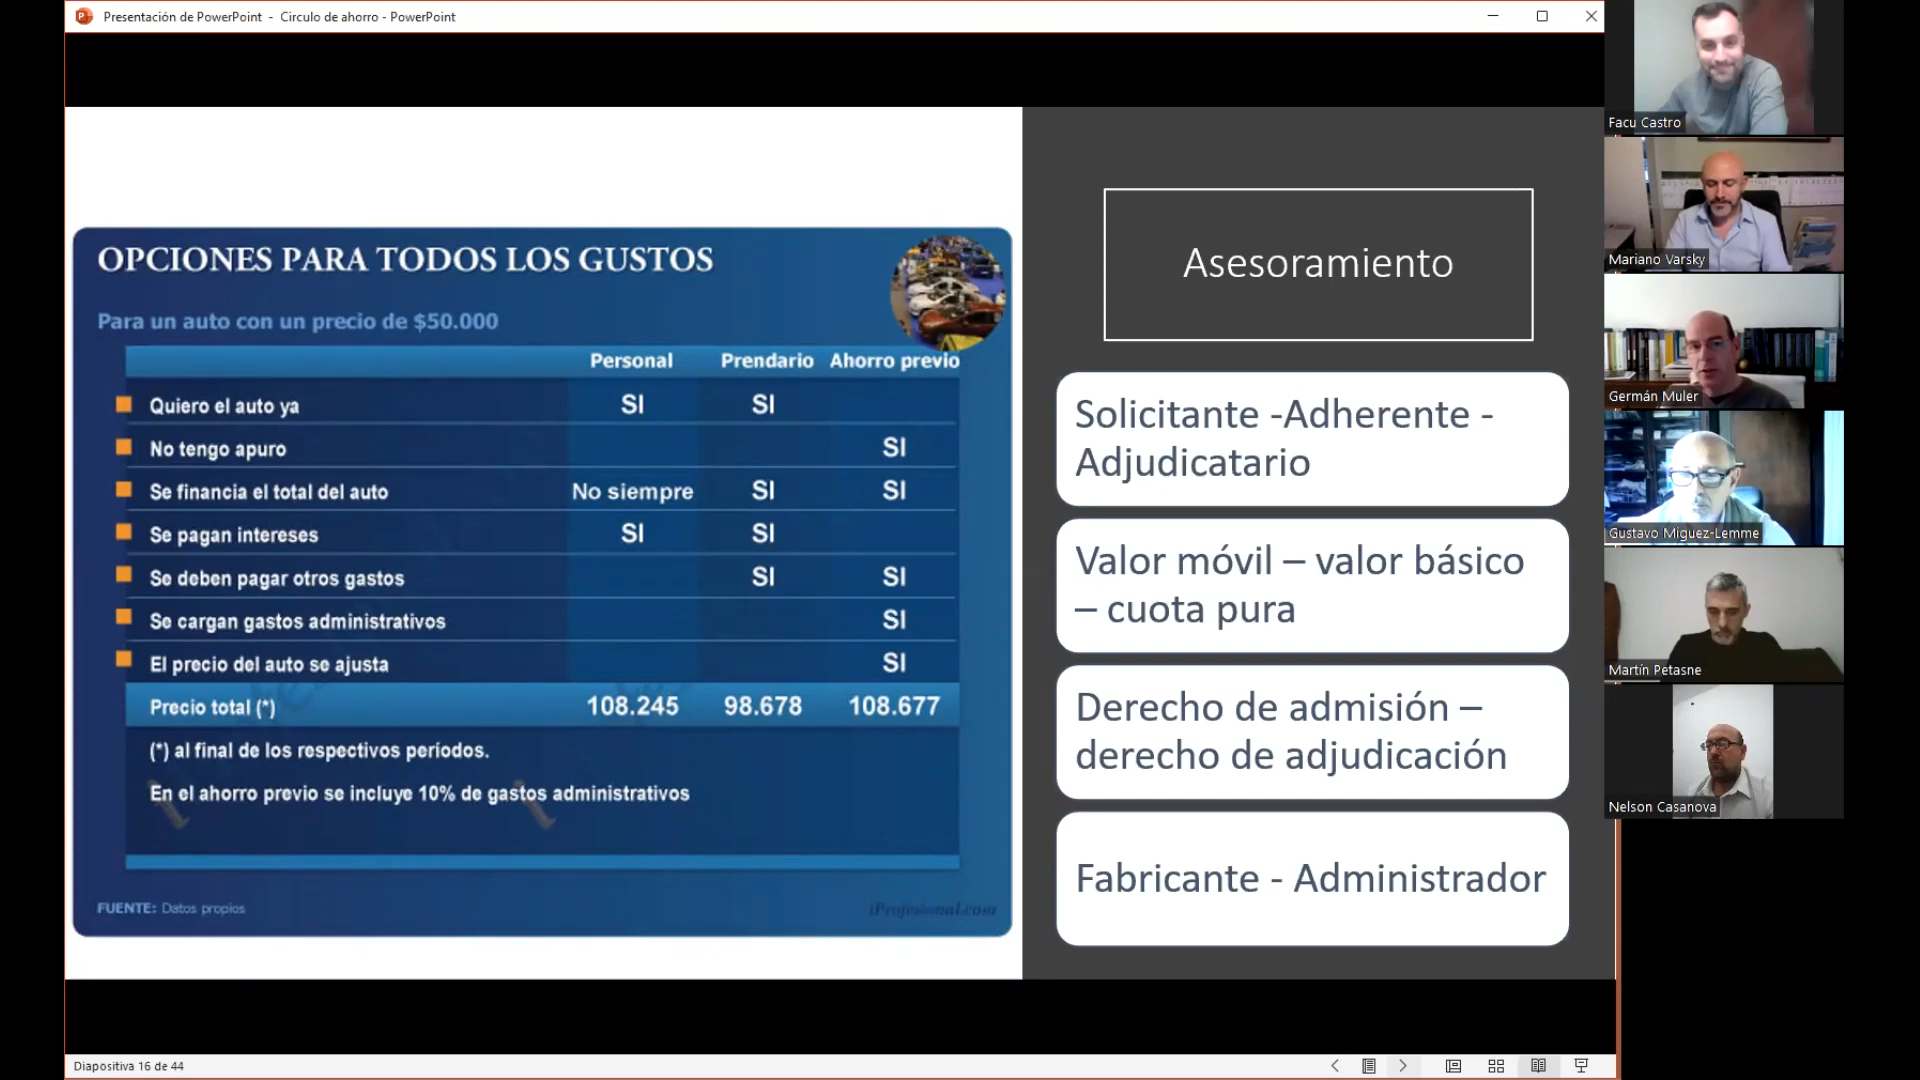 Presentación de PowerPoint - Circulo de ahorro - PowerPoint
OPCIONES PARA TODOS LOS GUSTOS
Para un auto con un precio de $50.000
Personal Prendario Ahorro previo
Quiero el auto ya SI SI
No tengo apuro SI
Se financia el total del auto No siempre SI SI
Se pagan intereses SI SI
Se deben pagar otros gastos SI SI
Se cargan gastos administrativos SI
El precio del auto se ajusta SI
Precio total (*) 108.245 98.678 108.677
(*) al final de los respectivos períodos.
En el ahorro previo se incluye 10% de gastos administrativos
FUENTE: Datos propios
iProfesional.com
Asesoramiento
Solicitante -Adherente -
Adjudicatario
Valor móvil – valor básico
– cuota pura
Derecho de admisión –
derecho de adjudicación
Fabricante - Administrador
Facu Castro
Mariano Varsky
Germán Muler
Gustavo Miguez-Lemme
Martín Petasne
Nelson Casanova
Diapositiva 16 de 44